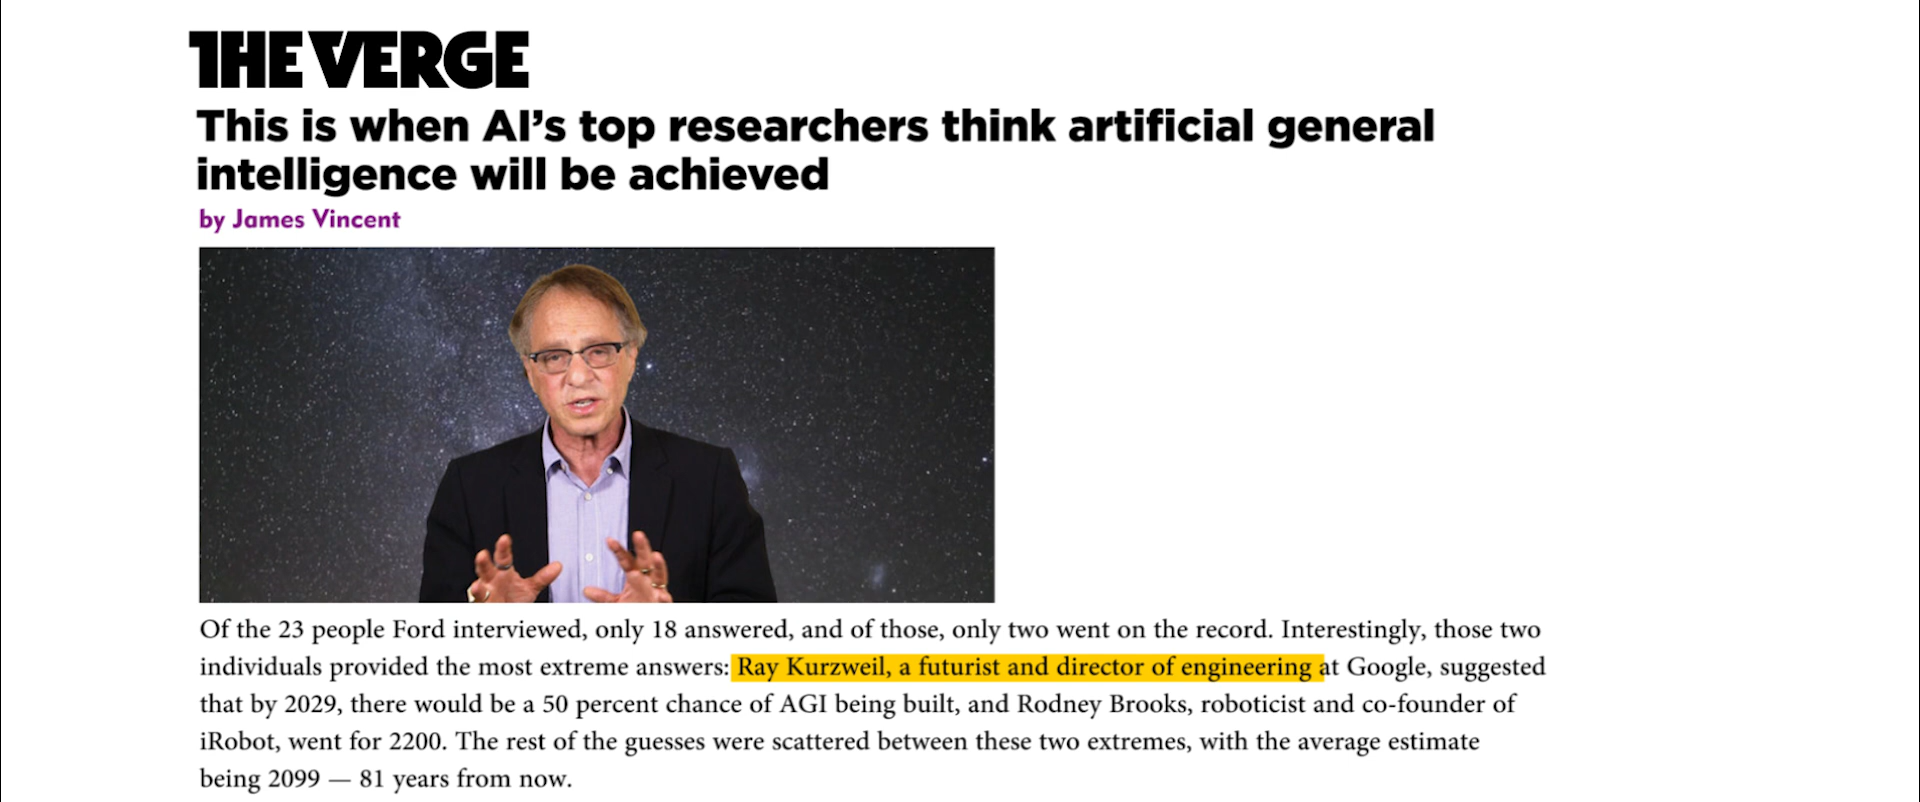 THE VERGE
This is when AI’s top researchers think artificial general
intelligence will be achieved
by James Vincent
Of the 23 people Ford interviewed, only 18 answered, and of those, only two went on the record. Interestingly, those two
individuals provided the most extreme answers: Ray Kurzweil, a futurist and director of engineering at Google, suggested
that by 2029, there would be a 50 percent chance of AGI being built, and Rodney Brooks, roboticist and co-founder of
iRobot, went for 2200. The rest of the guesses were scattered between these two extremes, with the average estimate
being 2099 — 81 years from now.